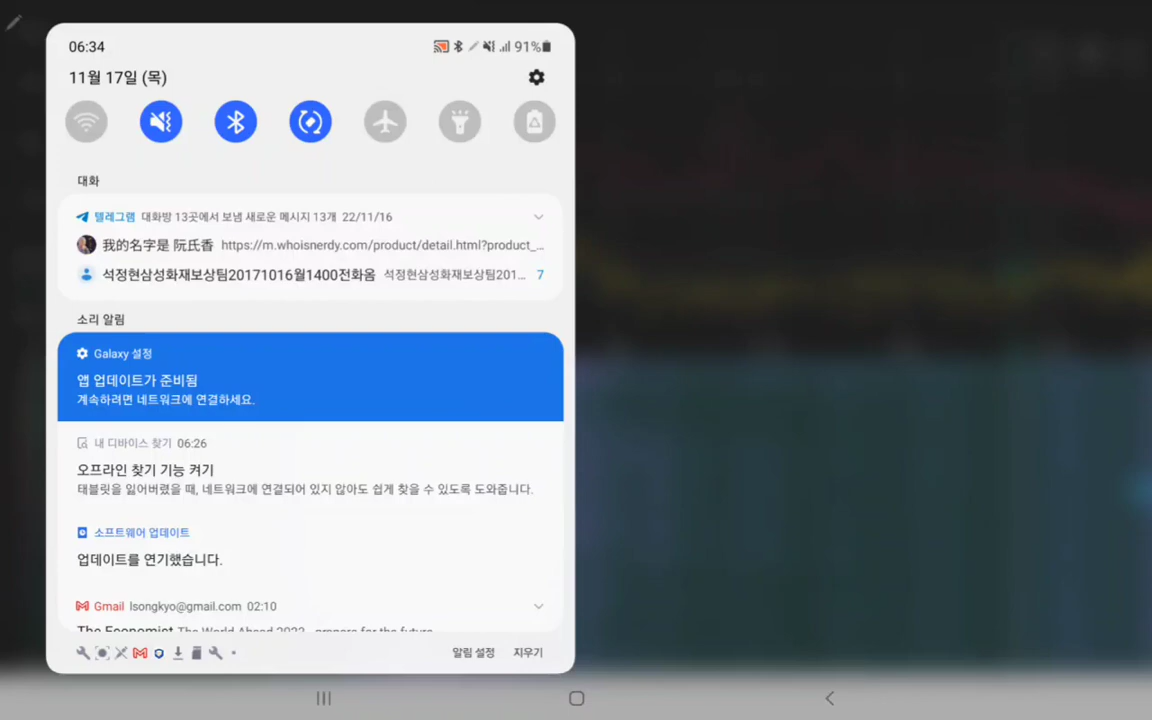 06:34
91%
11월 17일 (목)
대화
텔레그램 대화방 13곳에서 보냄 새로운 메시지 13개 22/11/16
我的名字是 阮氏香 https://m.whoisnerdy.com/product/detail.html?product_...
석정현삼성화재보상팀20171016월1400전화옴 석정현삼성화재보상팀201... 7
소리 알림
Galaxy 설정
앱 업데이트가 준비됨
계속하려면 네트워크에 연결하세요.
내 디바이스 찾기 06:26
오프라인 찾기 기능 켜기
태블릿을 잃어버렸을 때, 네트워크에 연결되어 있지 않아도 쉽게 찾을 수 있도록 도와줍니다.
소프트웨어 업데이트
업데이트를 연기했습니다.
Gmail lsongkyo@gmail.com 02:10
The Economist The World Ahead 2023 prepare for the future
알림 설정 지우기